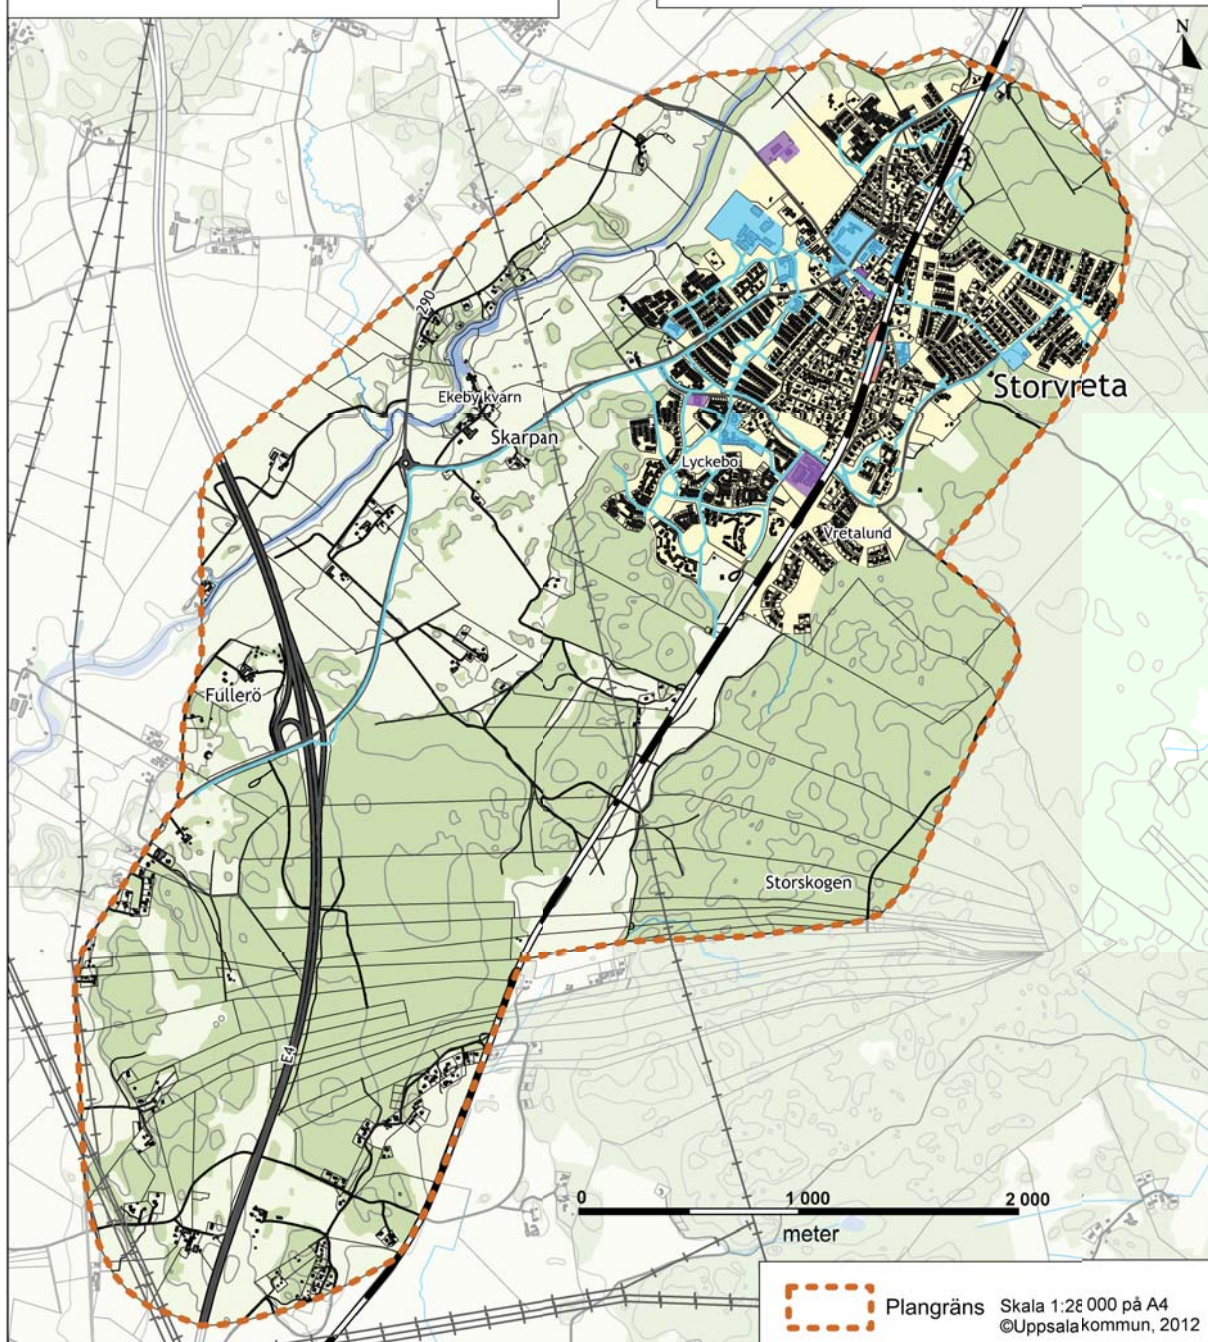 N
290
Ekeby kvarn
Skarpan
Storvreta
Lyckebo
Vretalund
Fullerö
Storskogen
E4
0 1 000 2 000
meter
Plangräns
Skala 1:28 000 på A4
©Uppsala kommun, 2012